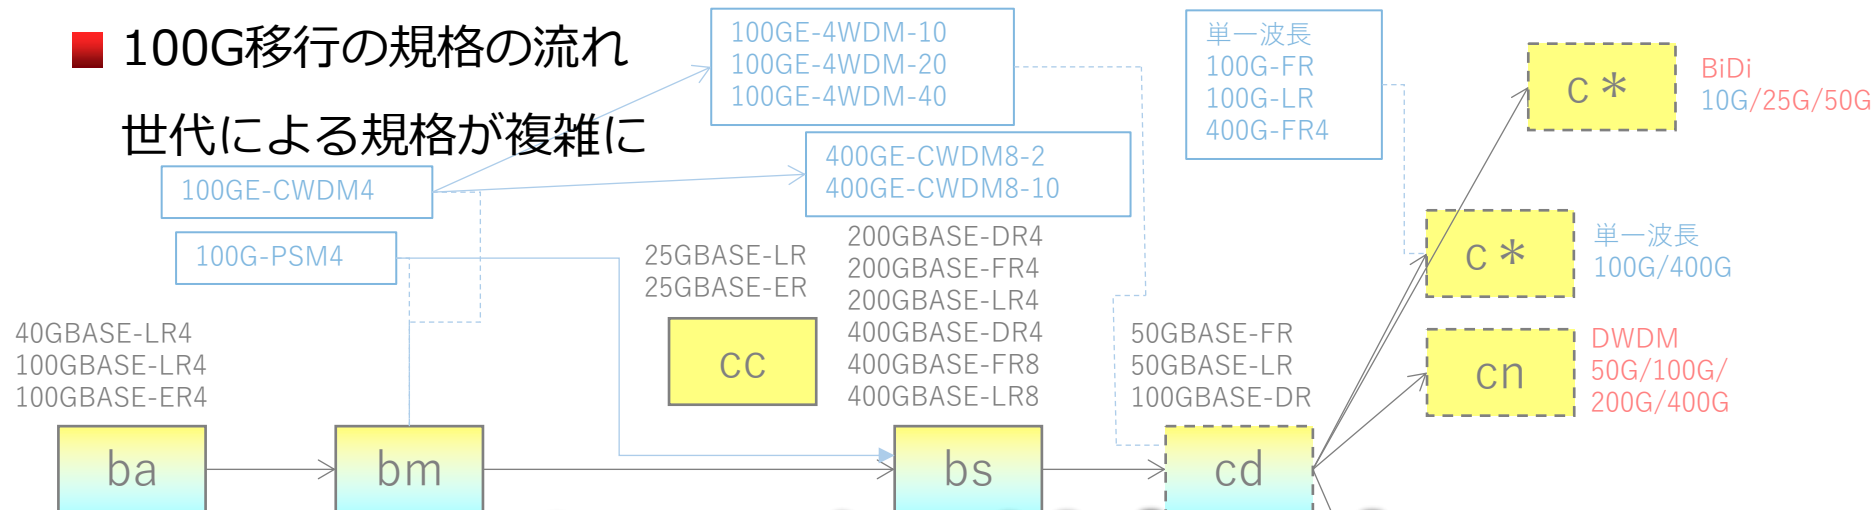 100G移行の規格の流れ
世代による規格が複雑に
100GE-4WDM-10
100GE-4WDM-20
100GE-4WDM-40
単一波長
100G-FR
100G-LR
400G-FR4
c＊
BiDi
10G/25G/50G
400GE-CWDM8-2
400GE-CWDM8-10
100GE-CWDM4
100G-PSM4
25GBASE-LR
25GBASE-ER
cc
200GBASE-DR4
200GBASE-FR4
200GBASE-LR4
400GBASE-DR4
400GBASE-FR8
400GBASE-LR8
c＊
単一波長
100G/400G
40GBASE-LR4
100GBASE-LR4
100GBASE-ER4
50GBASE-FR
50GBASE-LR
100GBASE-DR
cn
DWDM
50G/100G/
200G/400G
ba
bm
bs
cd